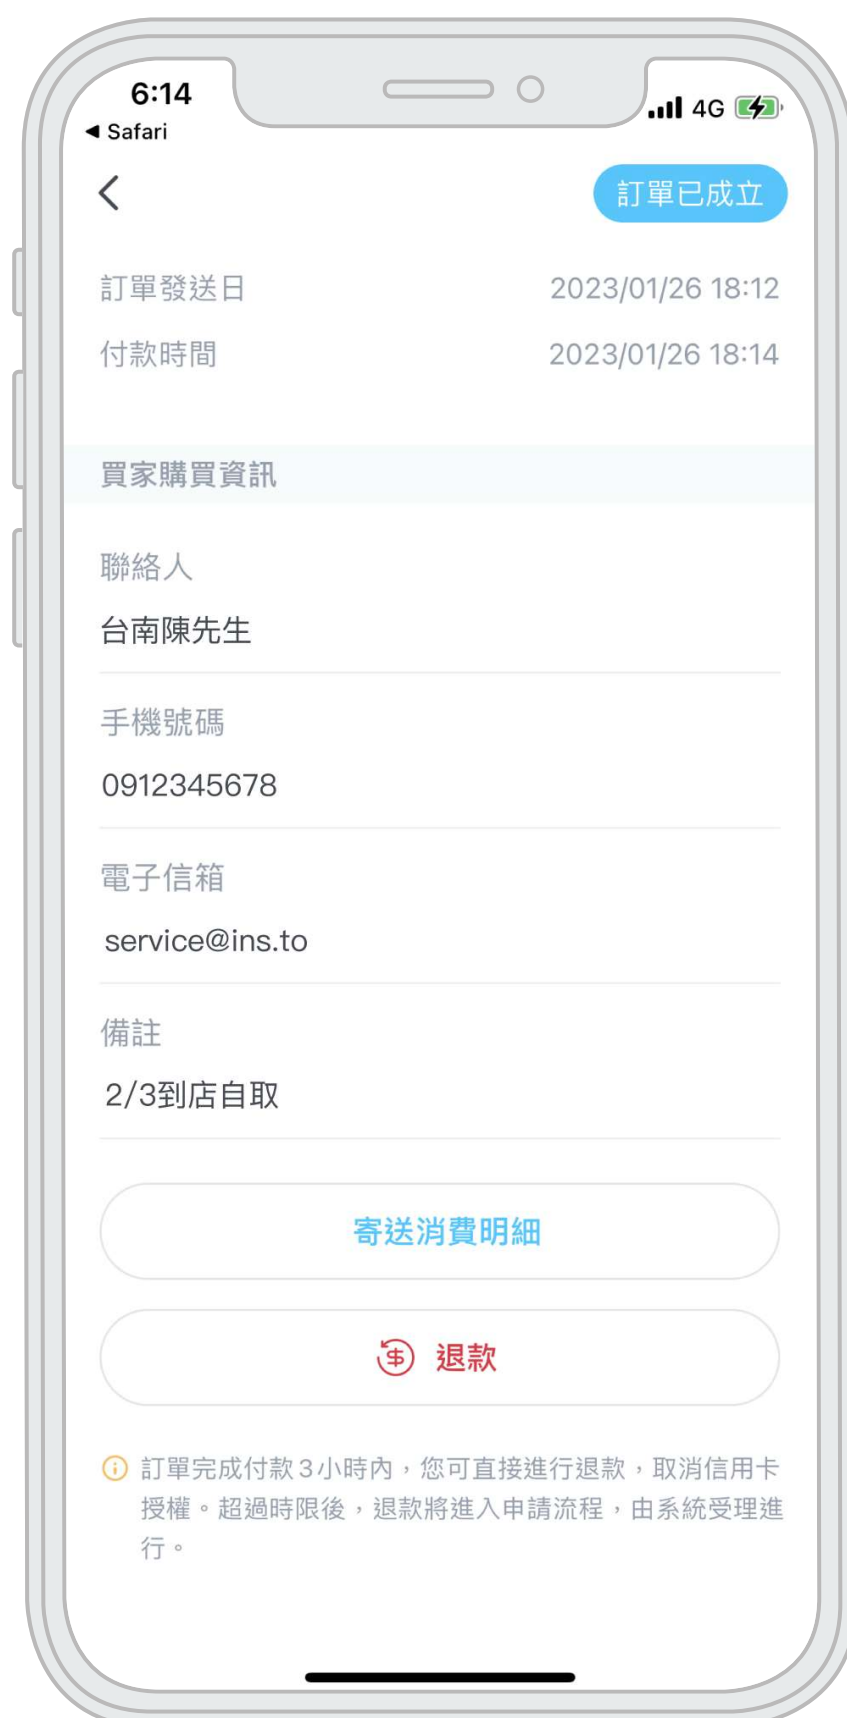 6:14
4G
◀ Safari
訂單已成立
訂單發送日 2023/01/26 18:12
付款時間 2023/01/26 18:14
買家購買資訊
聯絡人
台南陳先生
手機號碼
0912345678
電子信箱
service@ins.to
備註
2/3到店自取
寄送消費明細
退款
訂單完成付款3小時內，您可直接進行退款，取消信用卡
授權。超過時限後，退款將進入申請流程，由系統受理進
行。